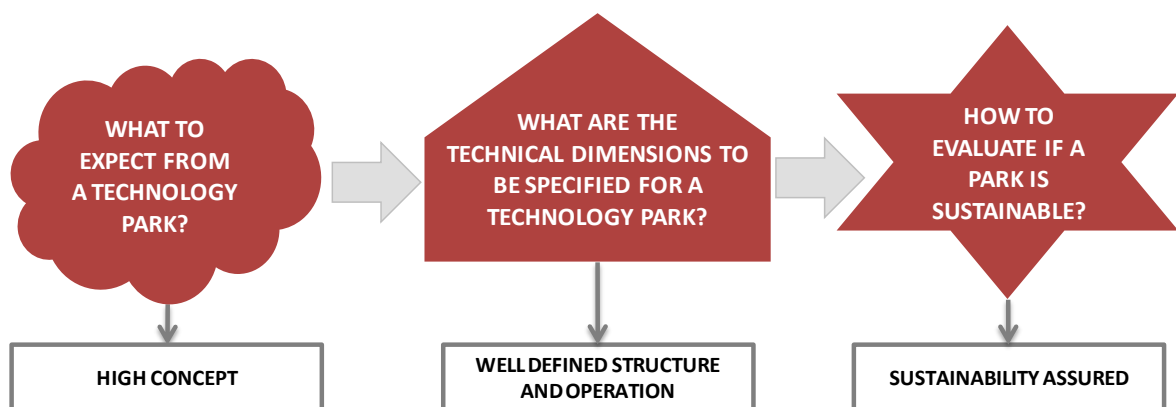 WHAT TO
EXPECT FROM
A TECHNOLOGY
PARK?
WHAT ARE THE
TECHNICAL DIMENSIONS TO
BE SPECIFIED FOR A
TECHNOLOGY PARK?
HOW TO
EVALUATE IF A
PARK IS
SUSTAINABLE?
HIGH CONCEPT
WELL DEFINED STRUCTURE
AND OPERATION
SUSTAINABILITY ASSURED